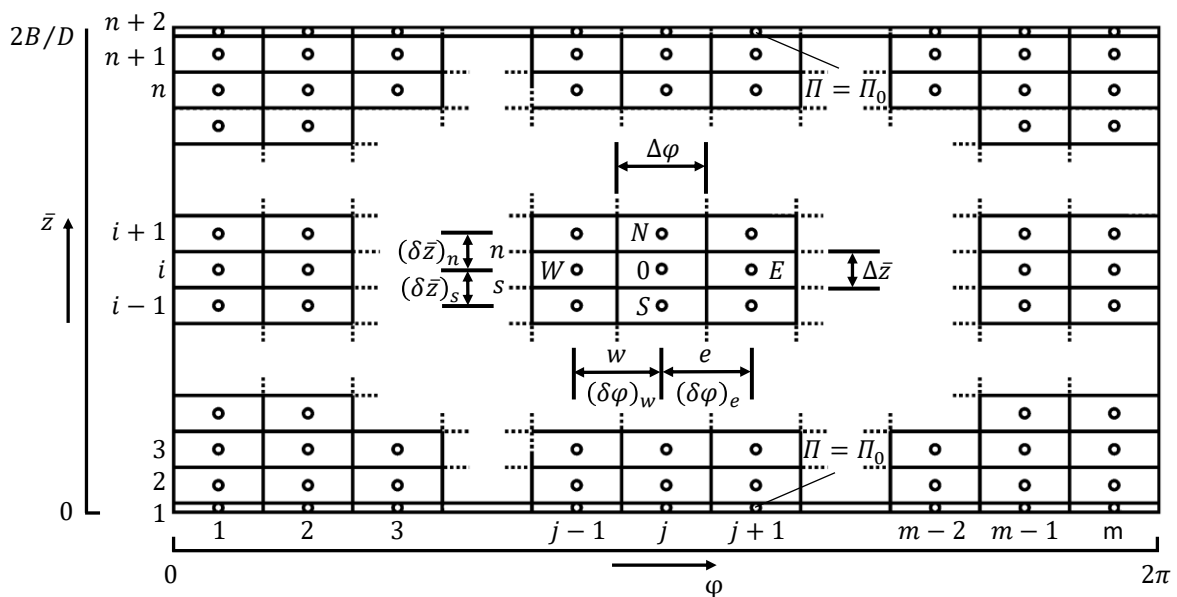 n + 2
2B/D
n + 1
n
Π = Π₀
Δφ
z̄
i + 1
N
(δz̄)ₙ n
i
W 0 E
Δz̄
(δz̄)ₛ s
i − 1
S
w e
(δφ)_w (δφ)ₑ
3
Π = Π₀
2
0
1
1 2 3 j − 1 j j + 1 m − 2 m − 1 m
0 φ 2π